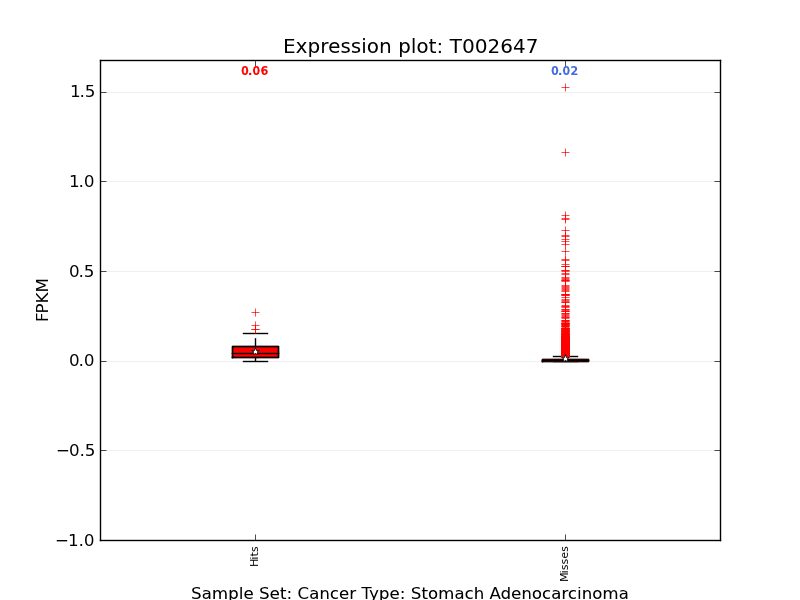 Expression plot: T002647
0.06
0.02
1.5
1.0
0.5
0.0
−0.5
−1.0
FPKM
Hits
Misses
Sample Set: Cancer Type: Stomach Adenocarcinoma